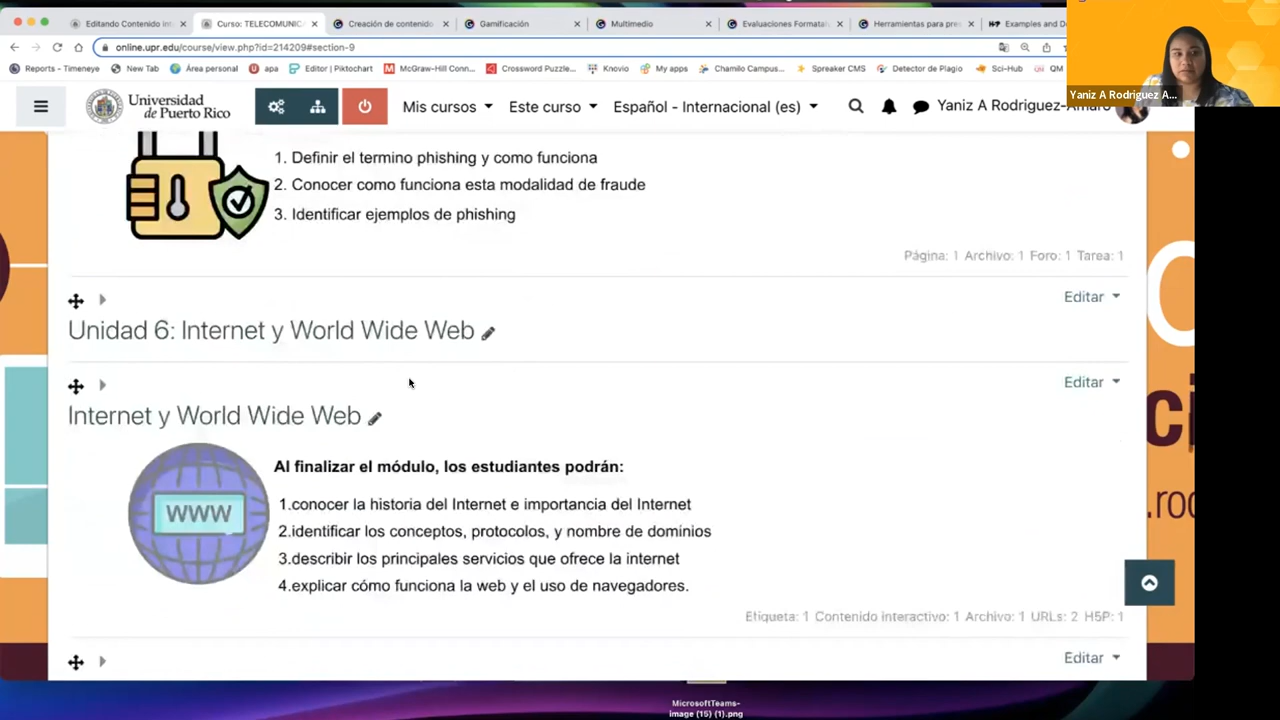 Editando Contenido int
Curso: TELECOMUNICA
Creación de contenido
Gamificación
Multimedio
Evaluaciones Formatat
Herramientas para pre
Examples and Do
online.upr.edu/course/view.php?id=214209#section-9
Reports – Timeneye
New Tab
Área personal
apa
Editor | Piktochart
McGraw-Hill Conn...
Crossword Puzzle...
Knovio
My apps
Chamilo Campus...
Spreaker CMS
Detector de Plagio
Sci-Hub
QM
Yaniz A Rodriguez A...
Universidad
de Puerto Rico
Mis cursos
Este curso
Español - Internacional (es)
Yaniz A Rodriguez-Amaro
1. Definir el termino phishing y como funciona
2. Conocer como funciona esta modalidad de fraude
3. Identificar ejemplos de phishing
Página: 1 Archivo: 1 Foro: 1 Tarea: 1
Editar
Unidad 6: Internet y World Wide Web
Editar
Internet y World Wide Web
WWW
Al finalizar el módulo, los estudiantes podrán:
1.conocer la historia del Internet e importancia del Internet
2.identificar los conceptos, protocolos, y nombre de dominios
3.describir los principales servicios que ofrece la internet
4.explicar cómo funciona la web y el uso de navegadores.
Etiqueta: 1 Contenido interactivo: 1 Archivo: 1 URLs: 2 H5P: 1
Editar
MicrosoftTeams-
image (15) (1).png